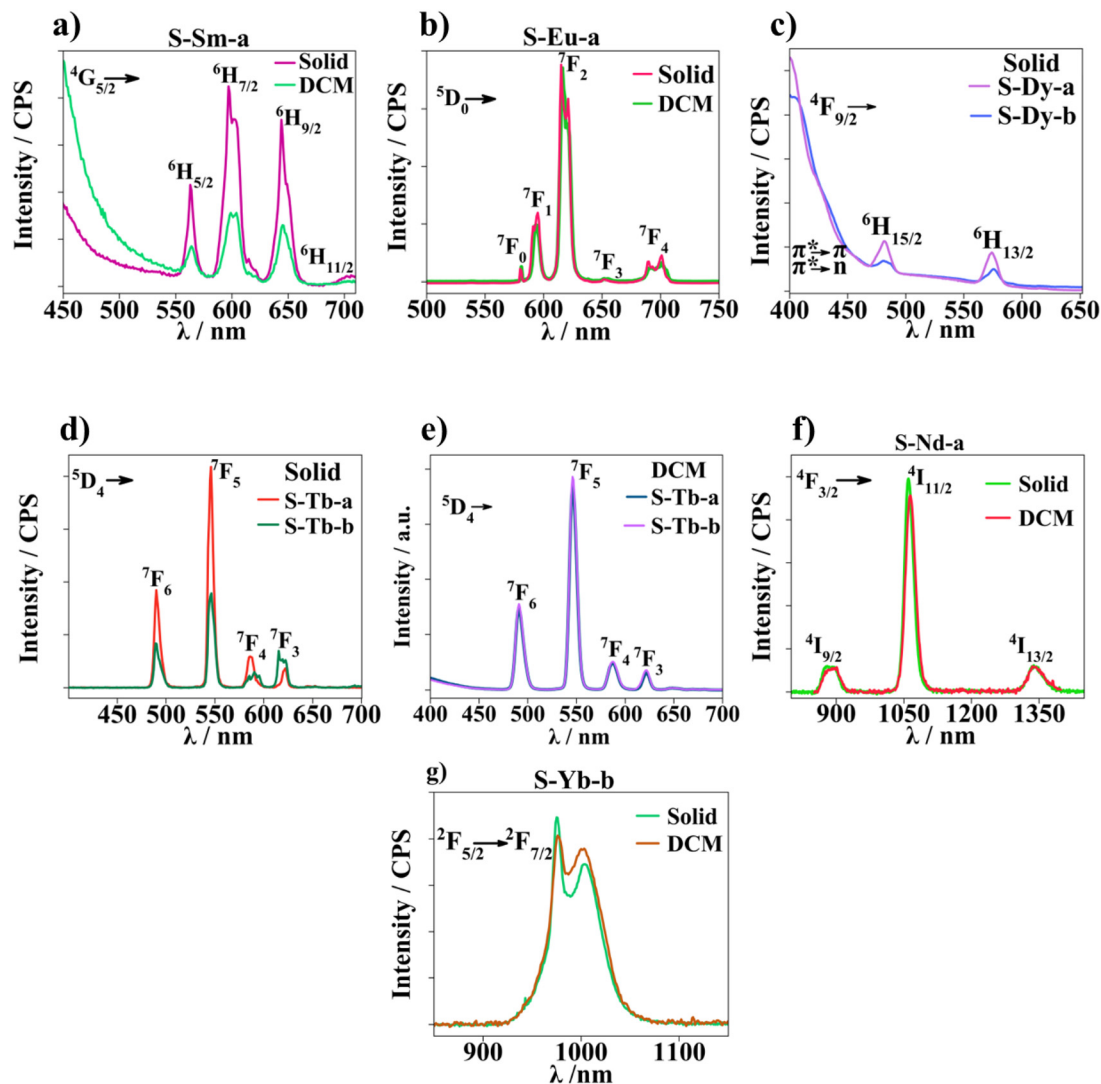 a)
S-Sm-a
Solid
DCM
⁴G₅/₂→
⁶H₅/₂
⁶H₇/₂
⁶H₉/₂
⁶H₁₁/₂
Intensity / CPS
450 500 550 600 650 700
λ / nm
b)
S-Eu-a
Solid
DCM
⁵D₀→
⁷F₀
⁷F₁
⁷F₂
⁷F₃
⁷F₄
Intensity / CPS
500 550 600 650 700 750
λ / nm
c)
Solid
S-Dy-a
S-Dy-b
⁴F₉/₂→
⁶H₁₅/₂
⁶H₁₃/₂
π*→π
π*→n
Intensity / CPS
400 450 500 550 600 650
λ / nm
d)
Solid
S-Tb-a
S-Tb-b
⁵D₄→
⁷F₆
⁷F₅
⁷F₄
⁷F₃
Intensity / CPS
450 500 550 600 650 700
λ / nm
e)
DCM
S-Tb-a
S-Tb-b
⁵D₄→
⁷F₆
⁷F₅
⁷F₄
⁷F₃
Intensity / a.u.
400 450 500 550 600 650 700
λ / nm
f)
S-Nd-a
Solid
DCM
⁴F₃/₂→
⁴I₉/₂
⁴I₁₁/₂
⁴I₁₃/₂
Intensity / CPS
900 1050 1200 1350
λ / nm
g)
S-Yb-b
Solid
DCM
²F₅/₂→²F₇/₂
Intensity / CPS
900 1000 1100
λ /nm